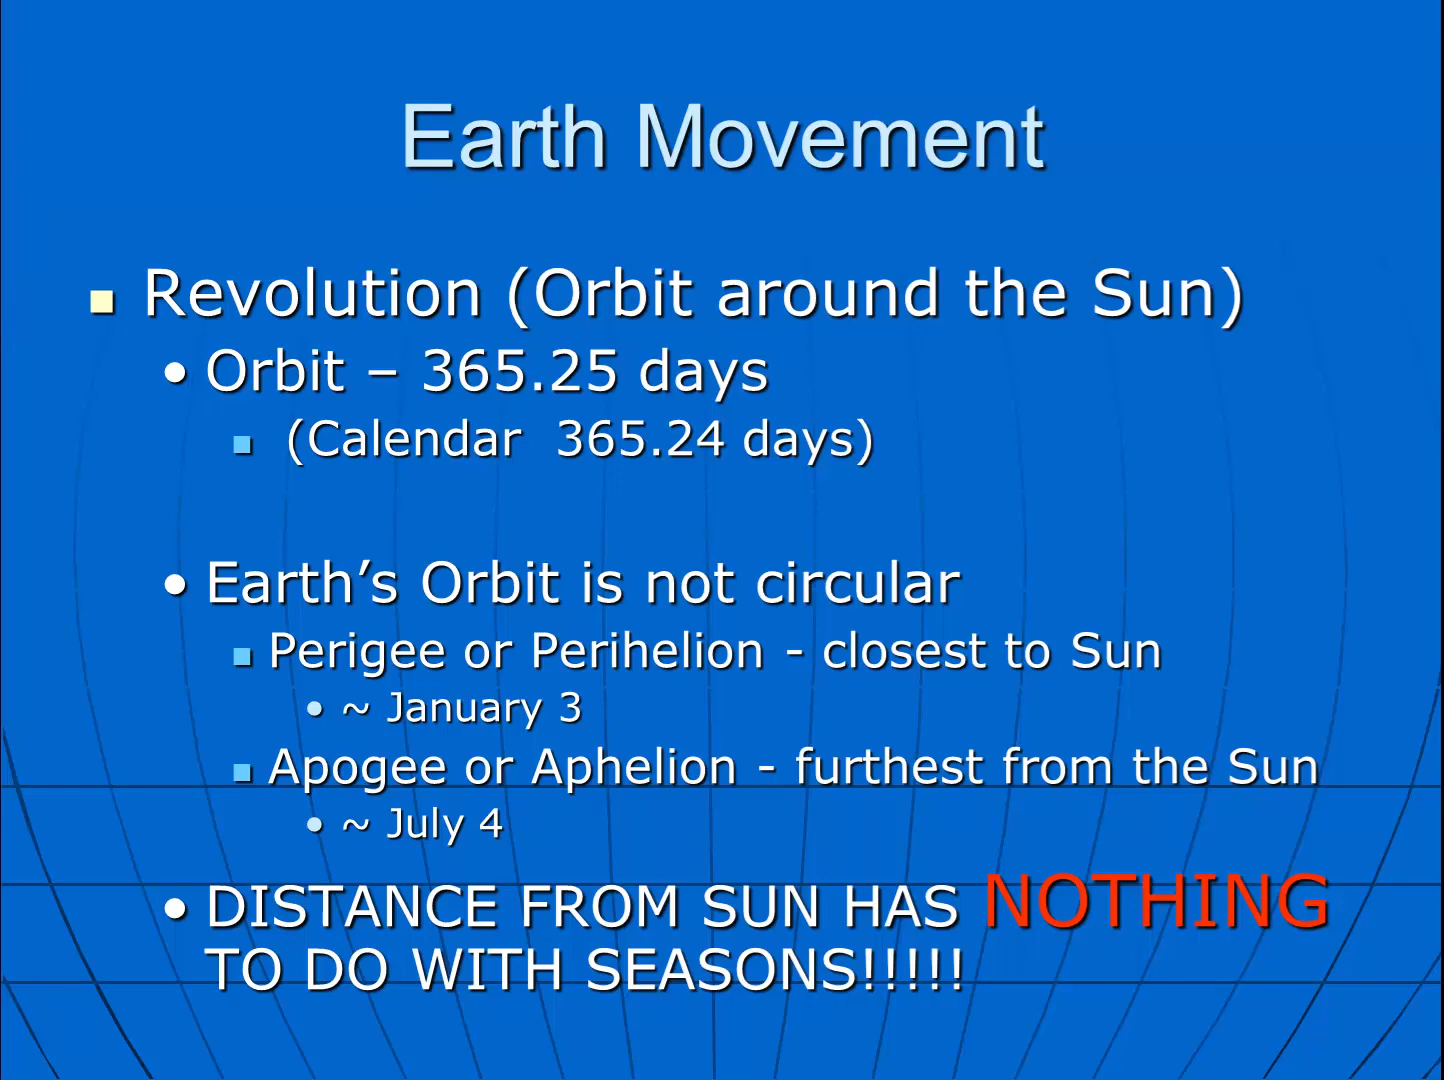 Earth Movement
Revolution (Orbit around the Sun)
• Orbit – 365.25 days
(Calendar  365.24 days)
• Earth’s Orbit is not circular
Perigee or Perihelion - closest to Sun
• ~ January 3
Apogee or Aphelion - furthest from the Sun
• ~ July 4
• DISTANCE FROM SUN HAS NOTHING
TO DO WITH SEASONS!!!!!